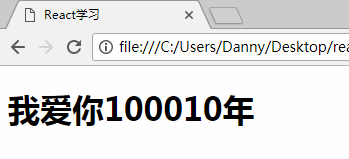 React学习
file:///C:/Users/Danny/Desktop/rea
我爱你100010年